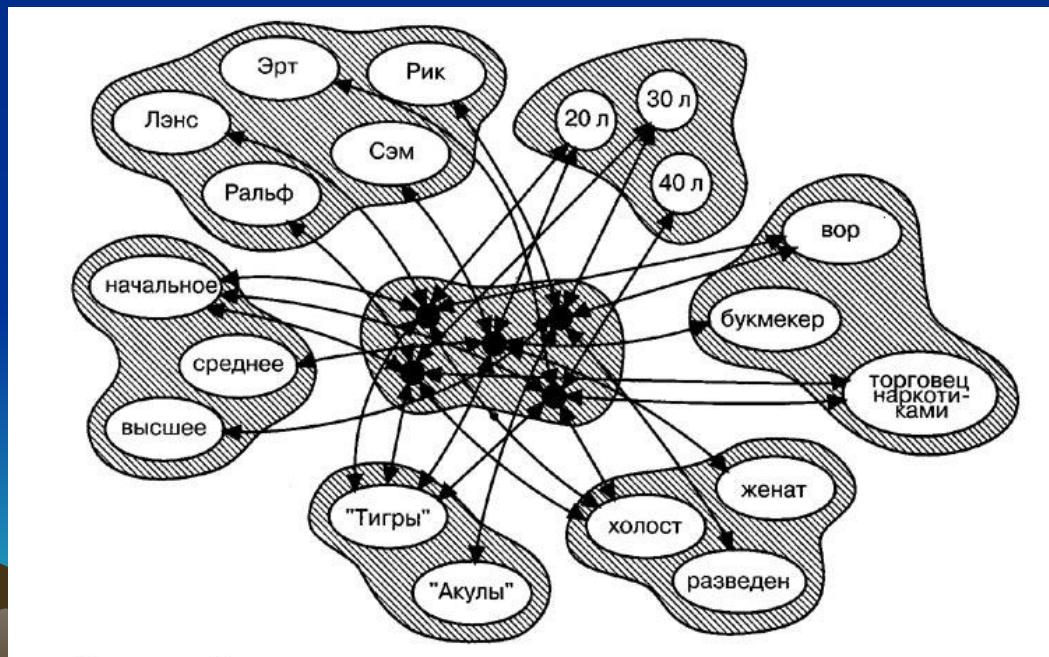 Эрт
Рик
Лэнс
Сэм
Ральф
20 л
30 л
40 л
вор
букмекер
торговец
наркоти-
ками
начальное
среднее
высшее
"Тигры"
"Акулы"
холост
женат
разведен